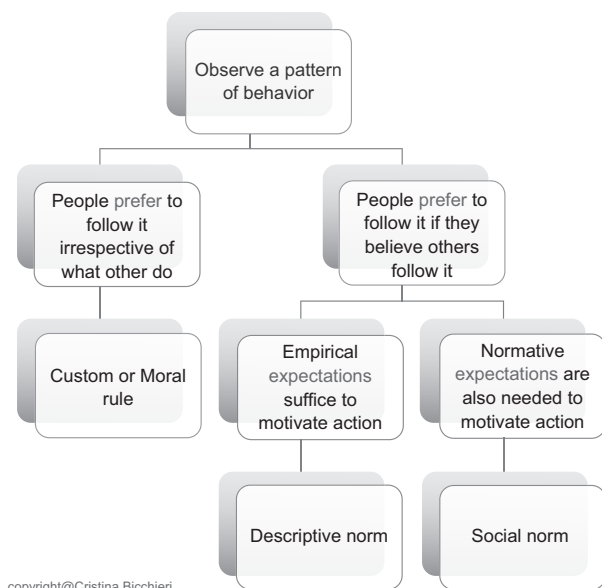 Observe a pattern
of behavior
People prefer to
follow it
irrespective of
what other do
People prefer to
follow it if they
believe others
follow it
Custom or Moral
rule
Empirical
expectations
suffice to
motivate action
Normative
expectations are
also needed to
motivate action
Descriptive norm
Social norm
copyright@Cristina Bicchieri